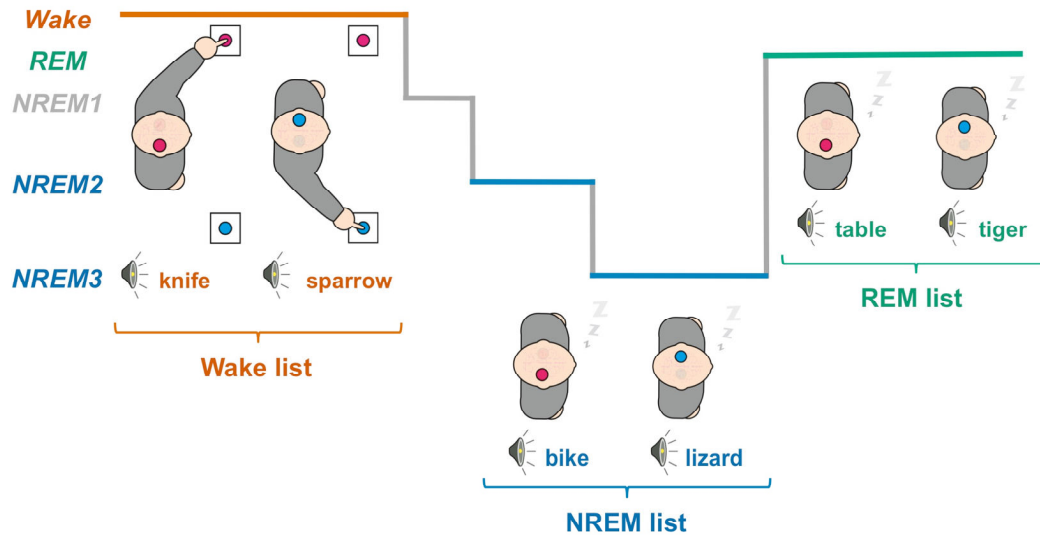 Wake
REM
NREM1
NREM2
NREM3
knife
sparrow
Wake list
z
z
z
bike
z
z
z
lizard
NREM list
z
z
z
table
z
z
z
tiger
REM list